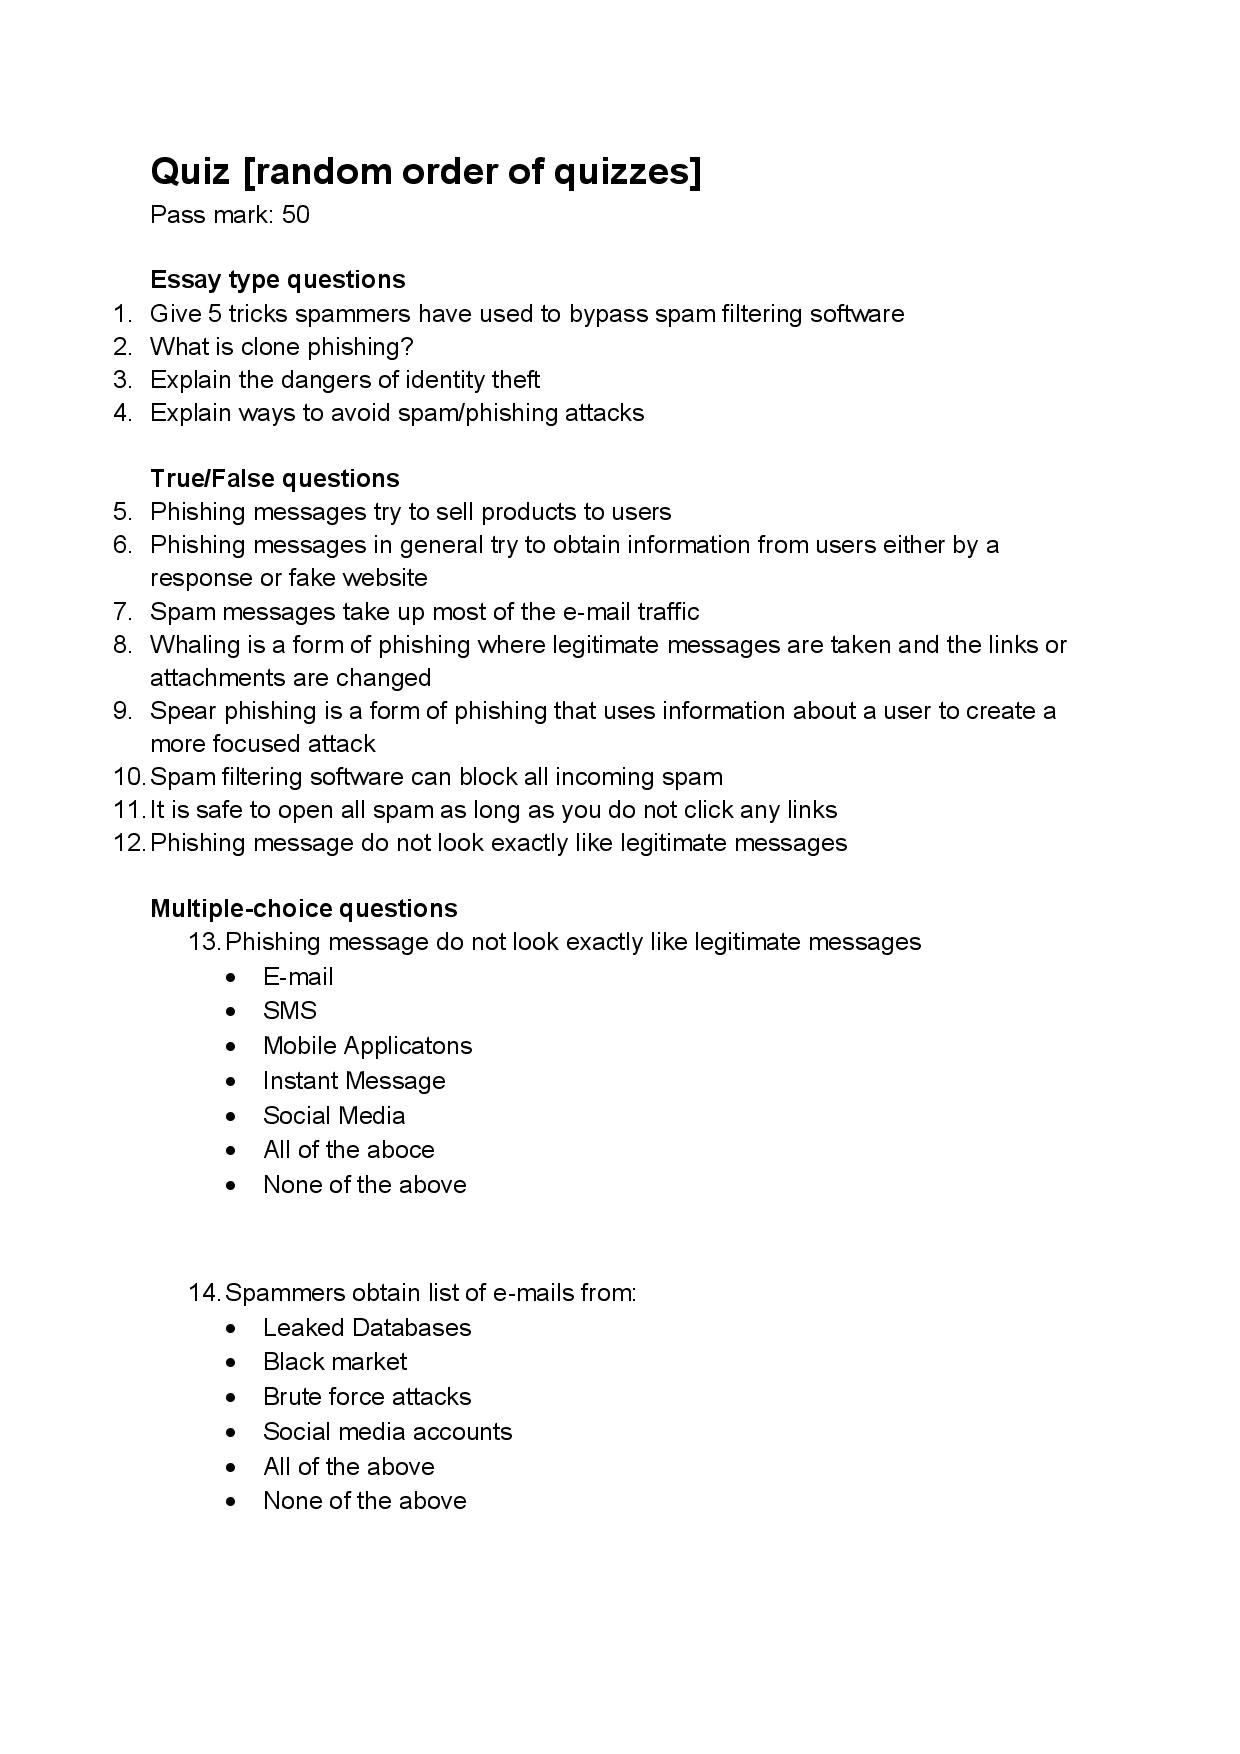 Quiz [random order of quizzes]
Pass mark: 50
Essay type questions
1. Give 5 tricks spammers have used to bypass spam filtering software
2. What is clone phishing?
3. Explain the dangers of identity theft
4. Explain ways to avoid spam/phishing attacks
True/False questions
5. Phishing messages try to sell products to users
6. Phishing messages in general try to obtain information from users either by a
response or fake website
7. Spam messages take up most of the e-mail traffic
8. Whaling is a form of phishing where legitimate messages are taken and the links or
attachments are changed
9. Spear phishing is a form of phishing that uses information about a user to create a
more focused attack
10. Spam filtering software can block all incoming spam
11. It is safe to open all spam as long as you do not click any links
12. Phishing message do not look exactly like legitimate messages
Multiple-choice questions
13. Phishing message do not look exactly like legitimate messages
• E-mail
• SMS
• Mobile Applicatons
• Instant Message
• Social Media
• All of the aboce
• None of the above
14. Spammers obtain list of e-mails from:
• Leaked Databases
• Black market
• Brute force attacks
• Social media accounts
• All of the above
• None of the above